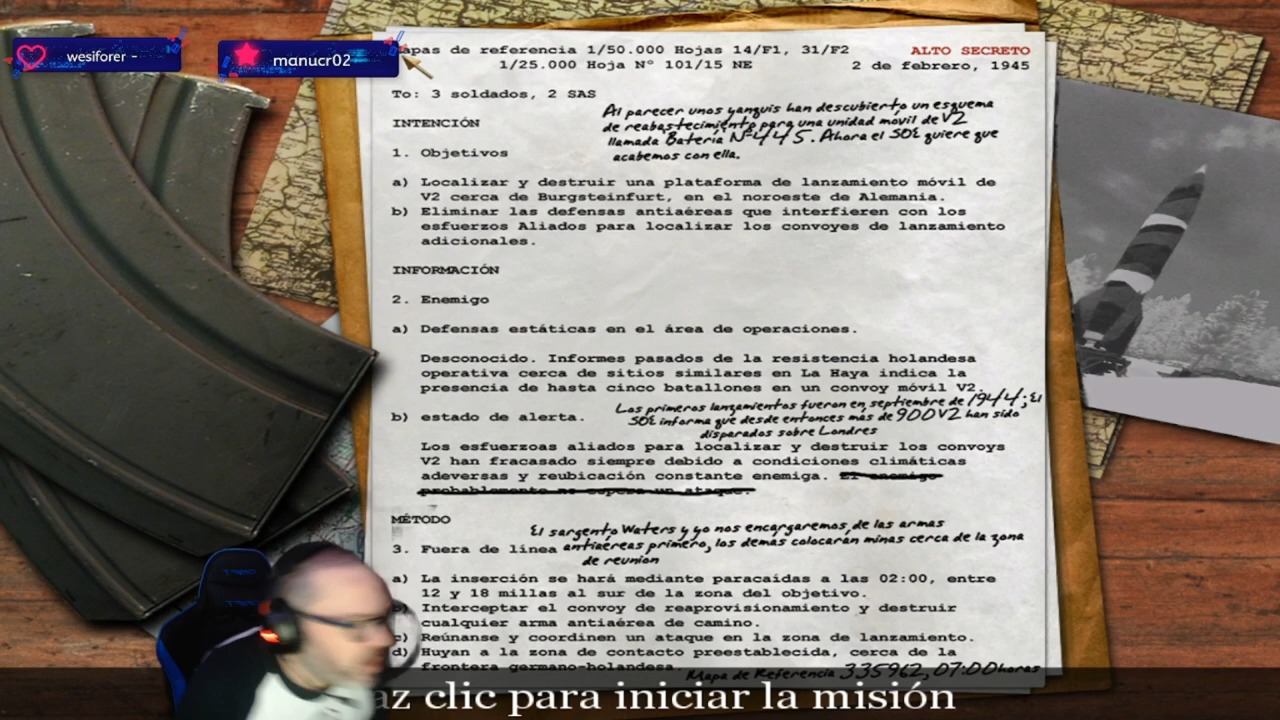 wesiforer -
manucr02
apas de referencia 1/50.000 Hojas 14/F1, 31/F2
ALTO SECRETO
1/25.000 Hoja Nº 101/15 NE
2 de febrero, 1945
To: 3 soldados, 2 SAS
Al parecer unos yanquis han descubierto un esquema
de reabastecimiento para una unidad móvil de V2
llamada Batería Nº445. Ahora el SOE quiere que
acabemos con ella.
INTENCIÓN
1. Objetivos
a) Localizar y destruir una plataforma de lanzamiento móvil de
V2 cerca de Burgsteinfurt, en el noroeste de Alemania.
b) Eliminar las defensas antiaéreas que interfieren con los
esfuerzos Aliados para localizar los convoyes de lanzamiento
adicionales.
INFORMACIÓN
2. Enemigo
a) Defensas estáticas en el área de operaciones.
Desconocido. Informes pasados de la resistencia holandesa
operativa cerca de sitios similares en La Haya indica la
presencia de hasta cinco batallones en un convoy móvil V2.
Los primeros lanzamientos fueron en septiembre de 1944; El
SOE informa que desde entonces más de 900 V2 han sido
disparados sobre Londres
b) estado de alerta.
Los esfuerzoas aliados para localizar y destruir los convoys
V2 han fracasado siempre debido a condiciones climáticas
adeversas y reubicación constante enemiga. El enemigo
probablemente no espera un ataque.
MÉTODO
El sargento Waters y yo nos encargaremos de las armas
antiaéreas primero, los demas colocarán minas cerca de la zona
de reunión
3. Fuera de línea
a) La inserción se hará mediante paracaídas a las 02:00, entre
12 y 18 millas al sur de la zona del objetivo.
b) Interceptar el convoy de reaprovisionamiento y destruir
cualquier arma antiaérea de camino.
c) Reúnanse y coordinen un ataque en la zona de lanzamiento.
d) Huyan a la zona de contacto preestablecida, cerca de la
frontera germano-holandesa.
Mapa de Referencia 335962, 07:00 horas
az clic para iniciar la misión